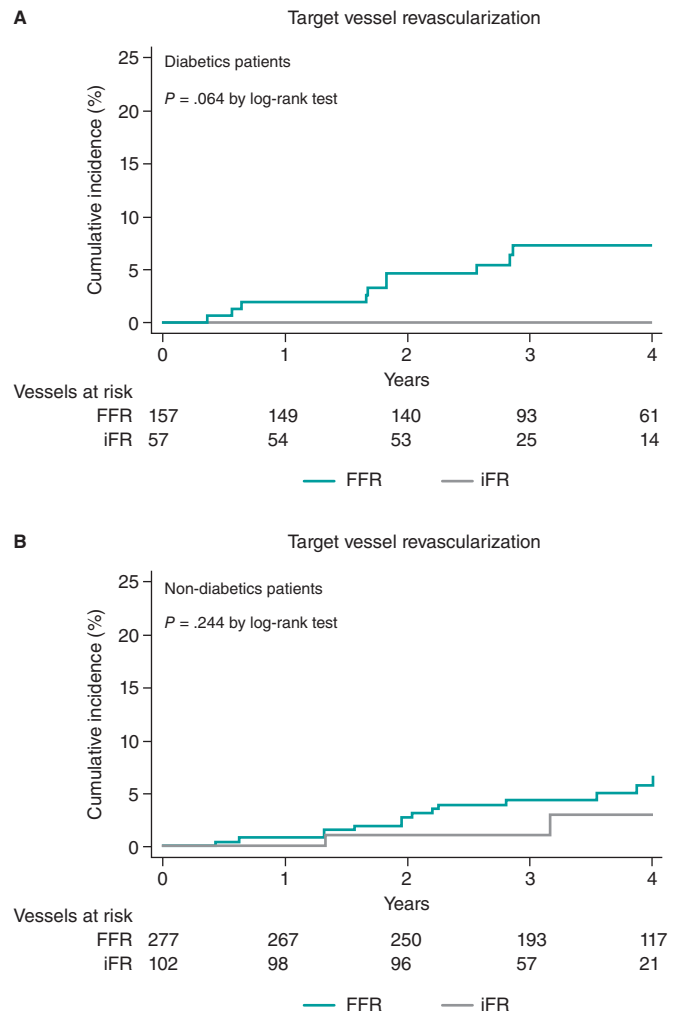 A
Target vessel revascularization
Diabetics patients
P = .064 by log-rank test
Cumulative incidence (%)
25
20
15
10
5
0
0 1 2 3 4
Years
Vessels at risk
FFR 157 149 140 93 61
iFR 57 54 53 25 14
FFR iFR
B
Target vessel revascularization
Non-diabetics patients
P = .244 by log-rank test
Cumulative incidence (%)
25
20
15
10
5
0
0 1 2 3 4
Years
Vessels at risk
FFR 277 267 250 193 117
iFR 102 98 96 57 21
FFR iFR